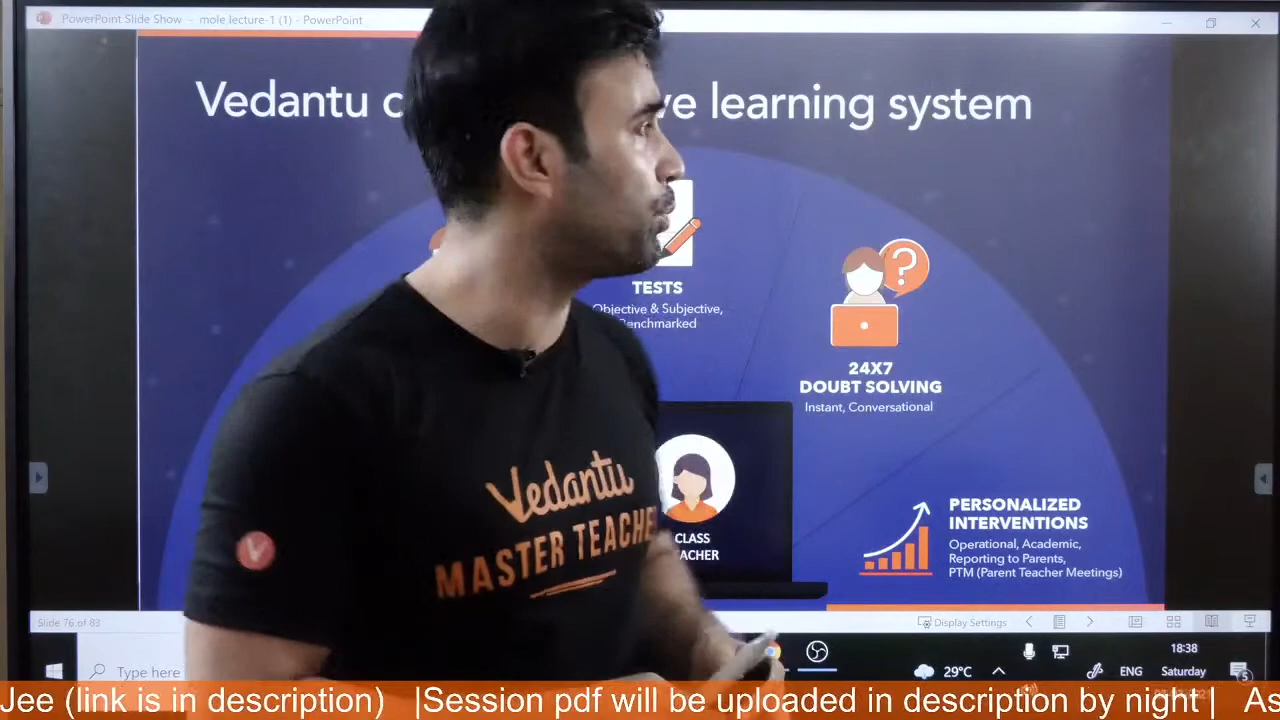 PowerPoint Slide Show - mole lecture-1 (1) - PowerPoint
Vedantu c ve learning system
TESTS
Objective & Subjective,
Benchmarked
24X7
DOUBT SOLVING
Instant, Conversational
CLASS
PERSONALIZED
INTERVENTIONS
Operational, Academic,
Reporting to Parents,
PTM (Parent Teacher Meetings)
Vedantu
MASTER TEACHE
V
Slide 76 of 83
Display Settings
Type here
29°C
ENG
18:38
Saturday
5
Jee (link is in description) |Session pdf will be uploaded in description by night | As